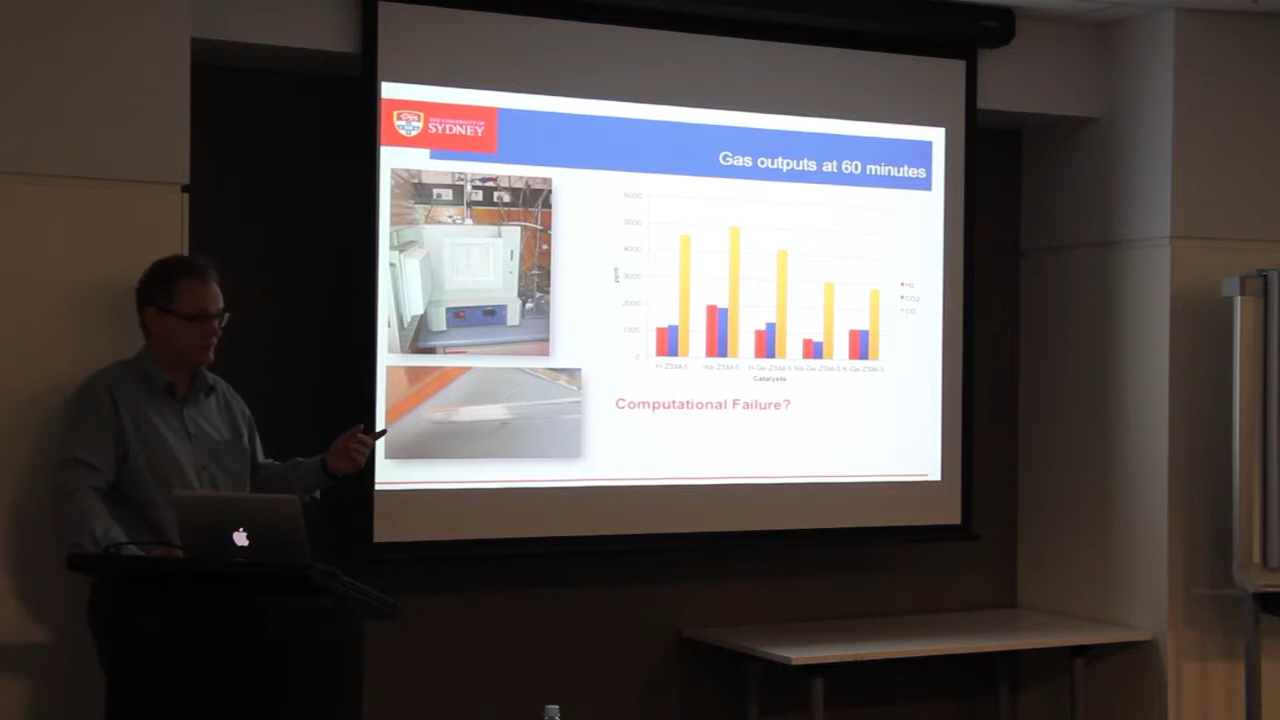 THE UNIVERSITY OF
SYDNEY
Gas outputs at 60 minutes
6000
5000
4000
3000
2000
1000
0
ppm
H2
CO2
CO
H-ZSM-5 Na-ZSM-5 H-Ge-ZSM-5 Na-Ge-ZSM-5 K-Ge-ZSM-5
Catalysts
Computational Failure?